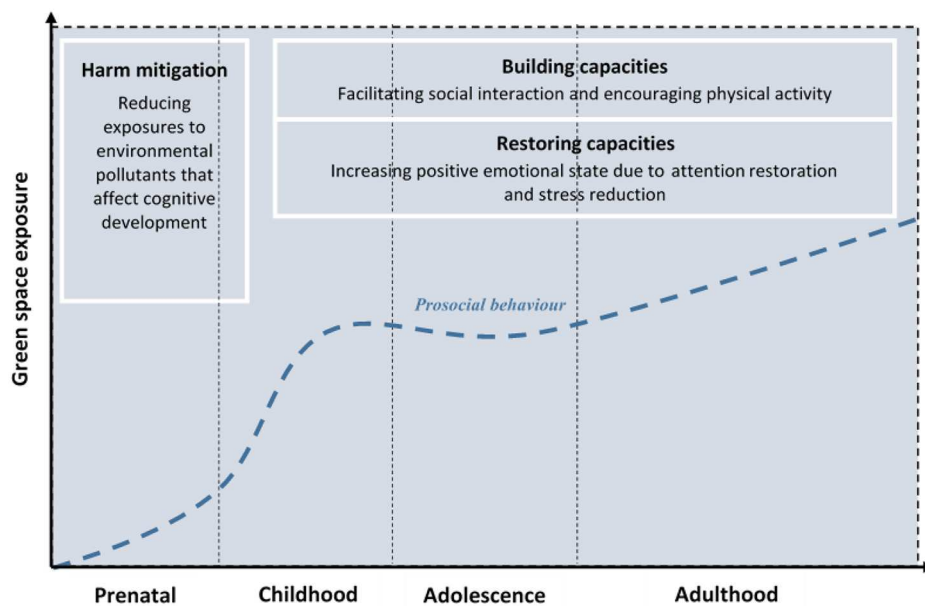 Harm mitigation
Reducing
exposures to
environmental
pollutants that
affect cognitive
development
Building capacities
Facilitating social interaction and encouraging physical activity
Restoring capacities
Increasing positive emotional state due to attention restoration
and stress reduction
Green space exposure
Prosocial behaviour
Prenatal
Childhood
Adolescence
Adulthood